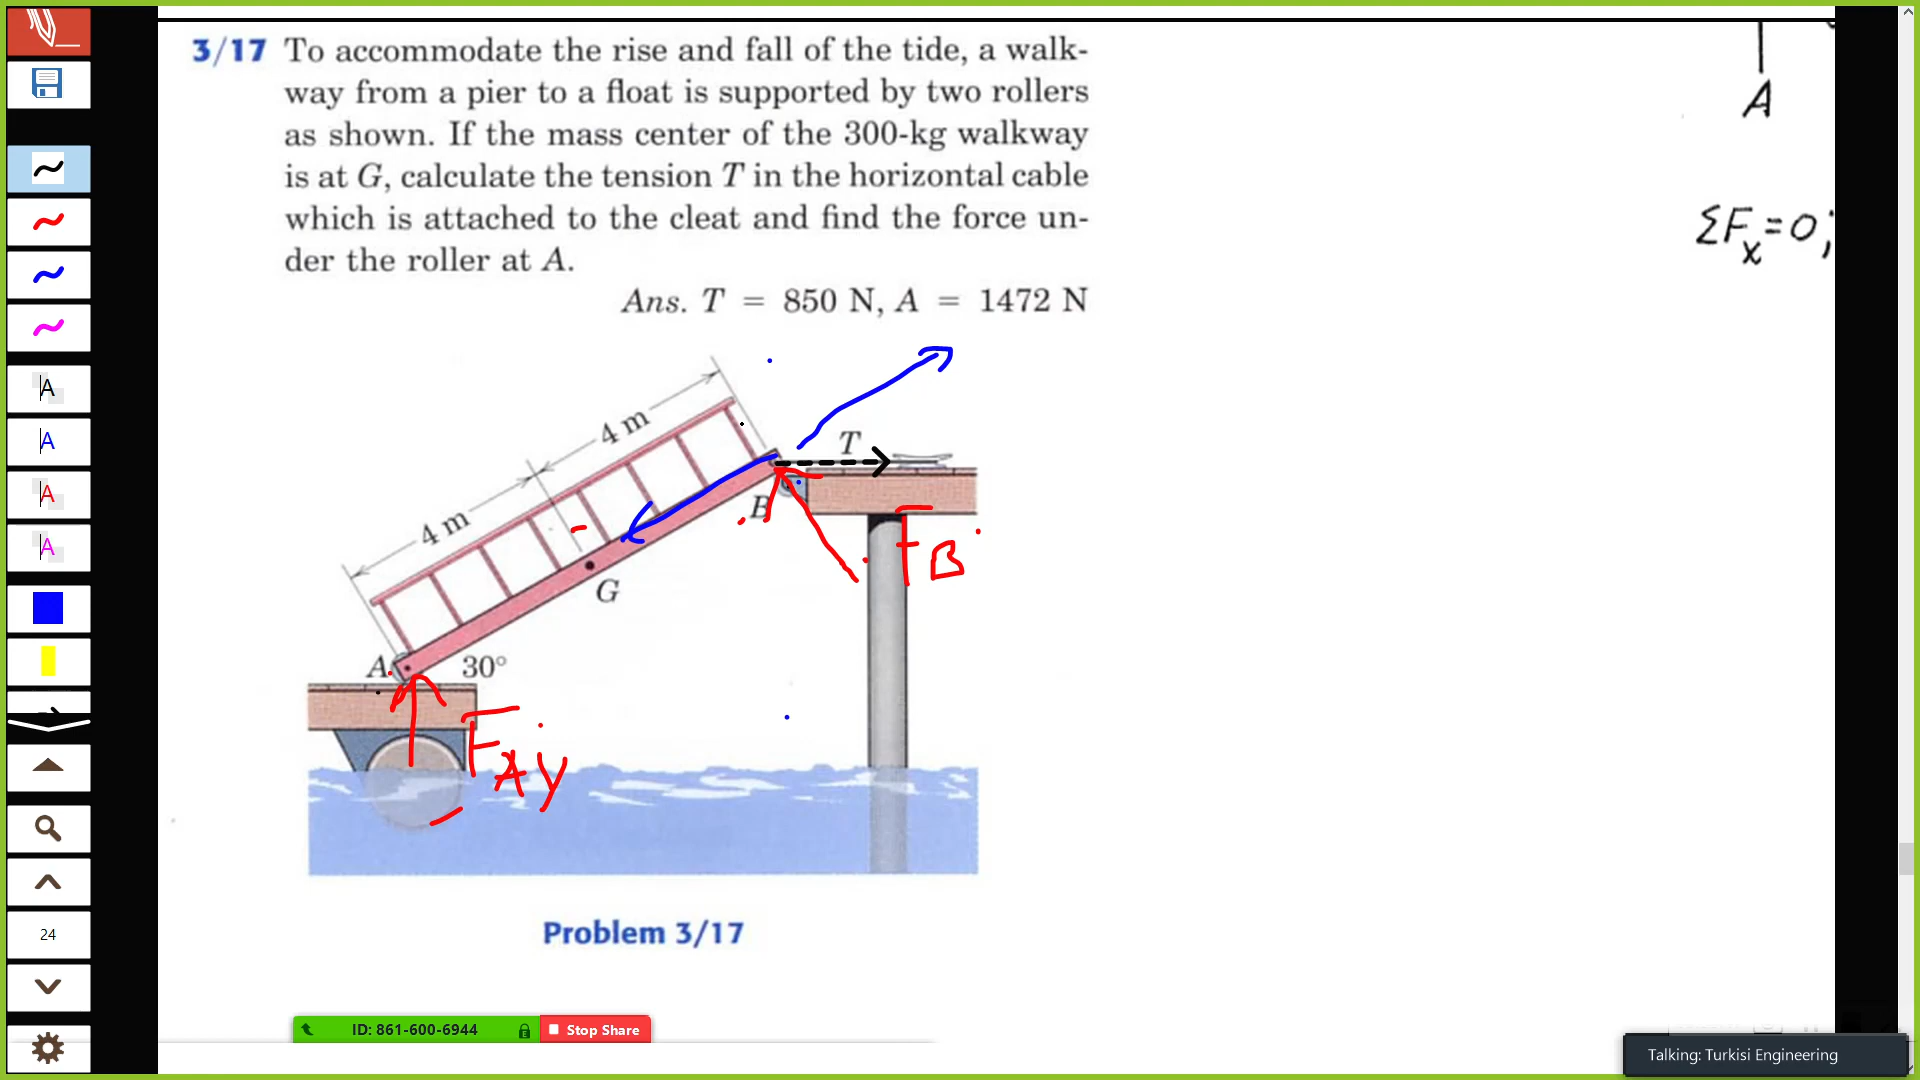 3/17 To accommodate the rise and fall of the tide, a walk-
way from a pier to a float is supported by two rollers
as shown. If the mass center of the 300-kg walkway
is at G, calculate the tension T in the horizontal cable
which is attached to the cleat and find the force un-
der the roller at A.
Ans. T = 850 N, A = 1472 N
A
ΣFx=0;
4 m
4 m
T
B
G
A
30°
FB
FAy
Problem 3/17
A
A
A
A
24
ID: 861-600-6944
Stop Share
Talking: Turkisi Engineering